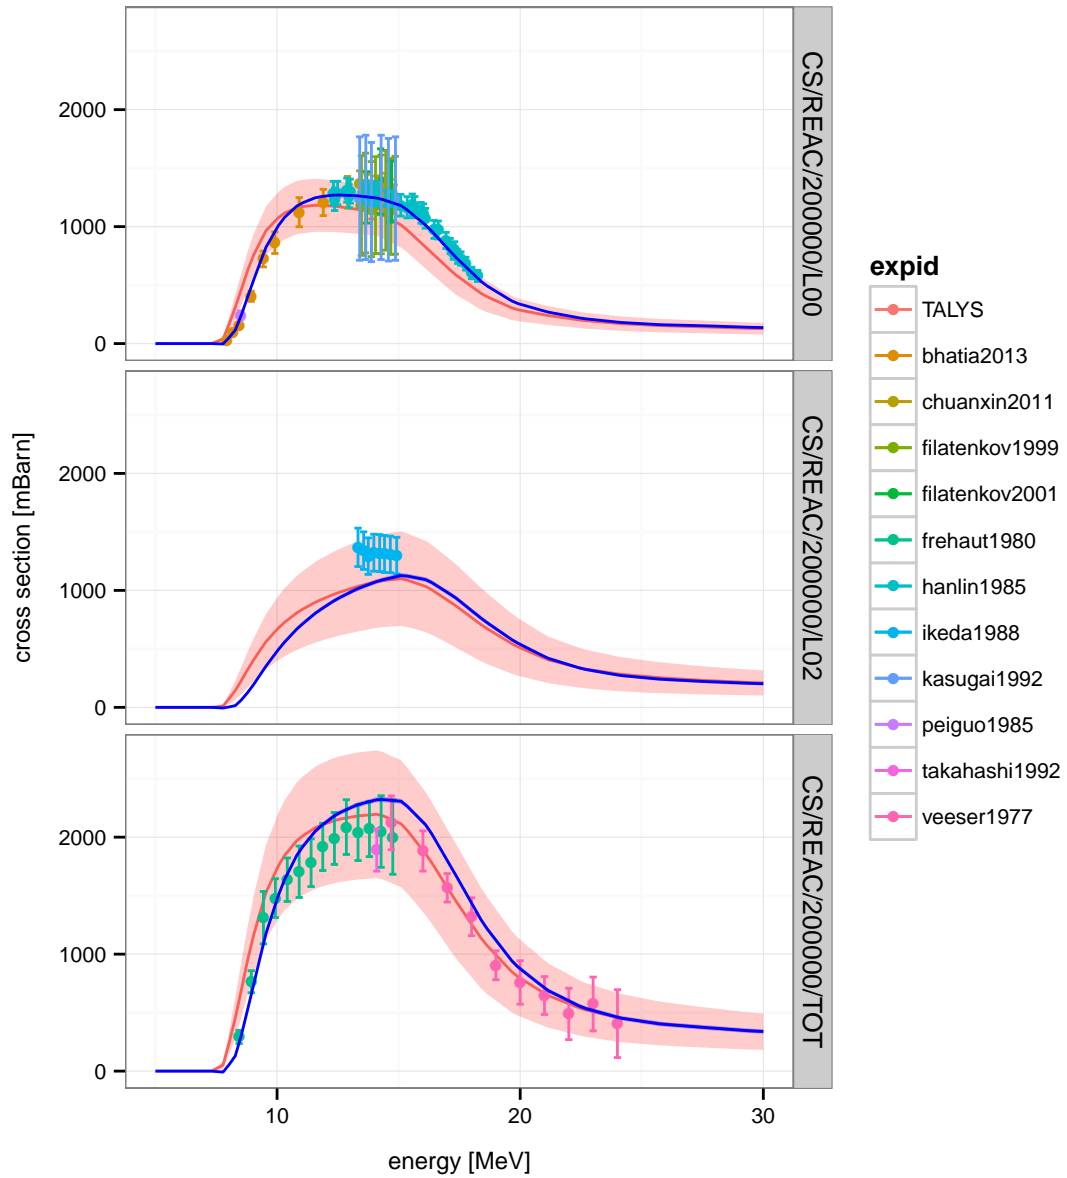 2000
1000
0
CS/REAC/200000/L00
2000
1000
0
CS/REAC/200000/L02
2000
1000
0
CS/REAC/200000/TOT
10
20
30
energy [MeV]
cross section [mBarn]
expid
TALYS
bhatia2013
chuanxin2011
filatenkov1999
filatenkov2001
frehaut1980
hanlin1985
ikeda1988
kasugai1992
peiguo1985
takahashi1992
veeser1977